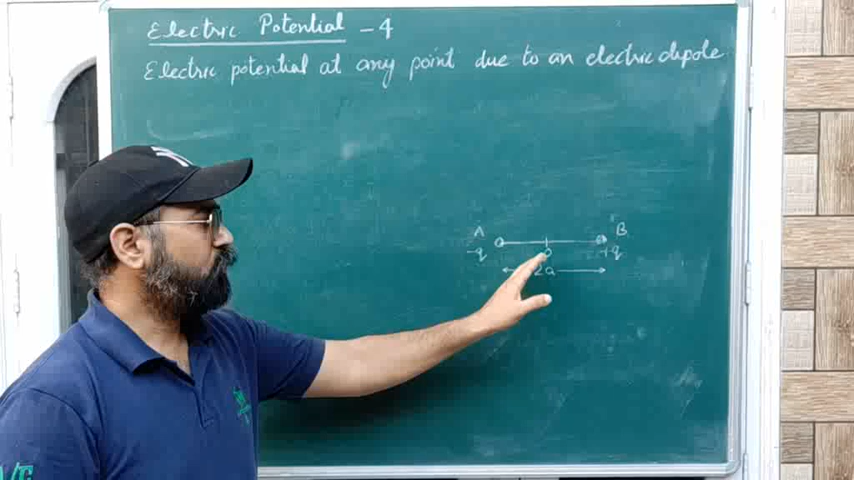 Electric Potential - 4
Electric potential at any point due to an electric dipole
A B
-q O +q
2a